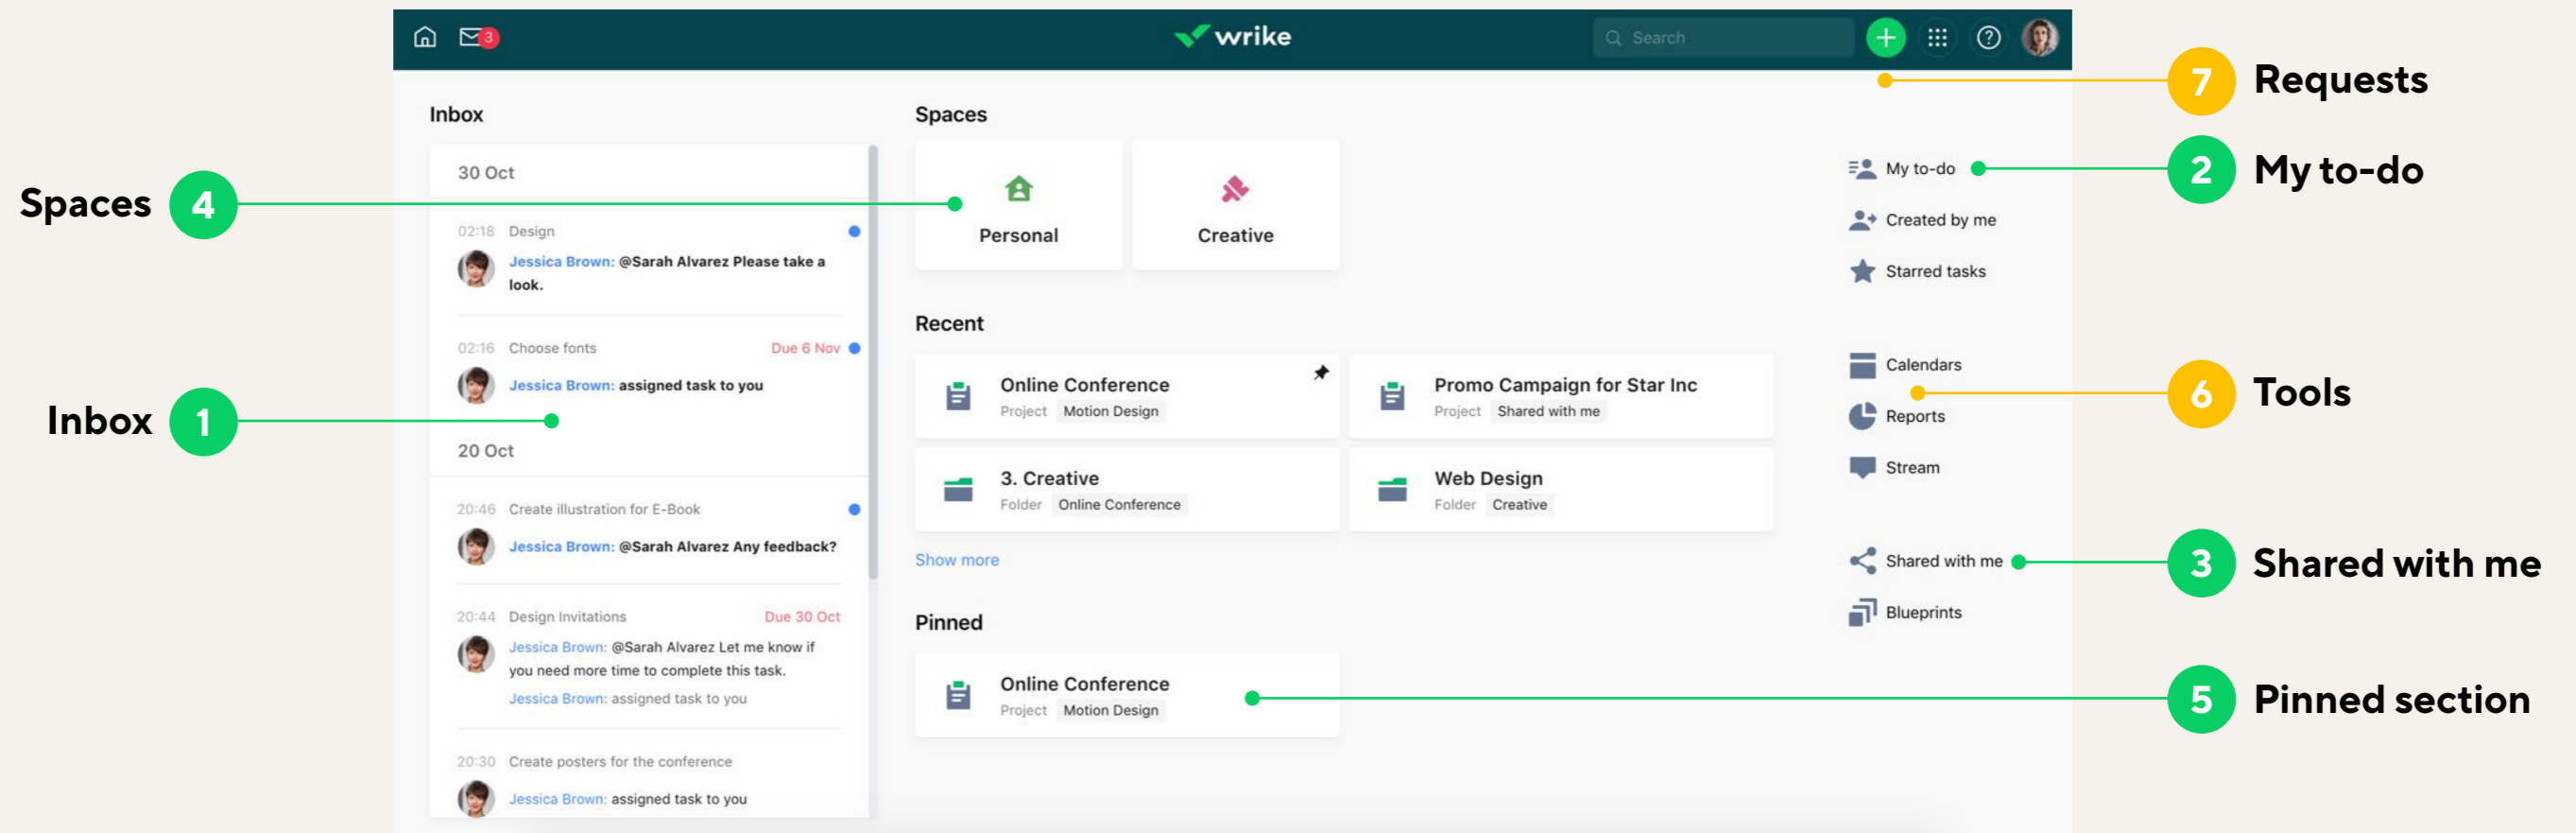 3
wrike
Search
7 Requests
Inbox
Spaces
30 Oct
My to-do
2 My to-do
Spaces 4
Personal
Creative
Created by me
02:18 Design
Jessica Brown: @Sarah Alvarez Please take a
look.
Starred tasks
Recent
02:16 Choose fonts Due 6 Nov
Jessica Brown: assigned task to you
Online Conference
Project Motion Design
Promo Campaign for Star Inc
Project Shared with me
Calendars
6 Tools
Reports
Inbox 1
20 Oct
3. Creative
Folder Online Conference
Web Design
Folder Creative
Stream
20:46 Create illustration for E-Book
Jessica Brown: @Sarah Alvarez Any feedback?
Show more
Shared with me
3 Shared with me
20:44 Design Invitations Due 30 Oct
Jessica Brown: @Sarah Alvarez Let me know if
you need more time to complete this task.
Jessica Brown: assigned task to you
Pinned
Blueprints
Online Conference
Project Motion Design
5 Pinned section
20:30 Create posters for the conference
Jessica Brown: assigned task to you